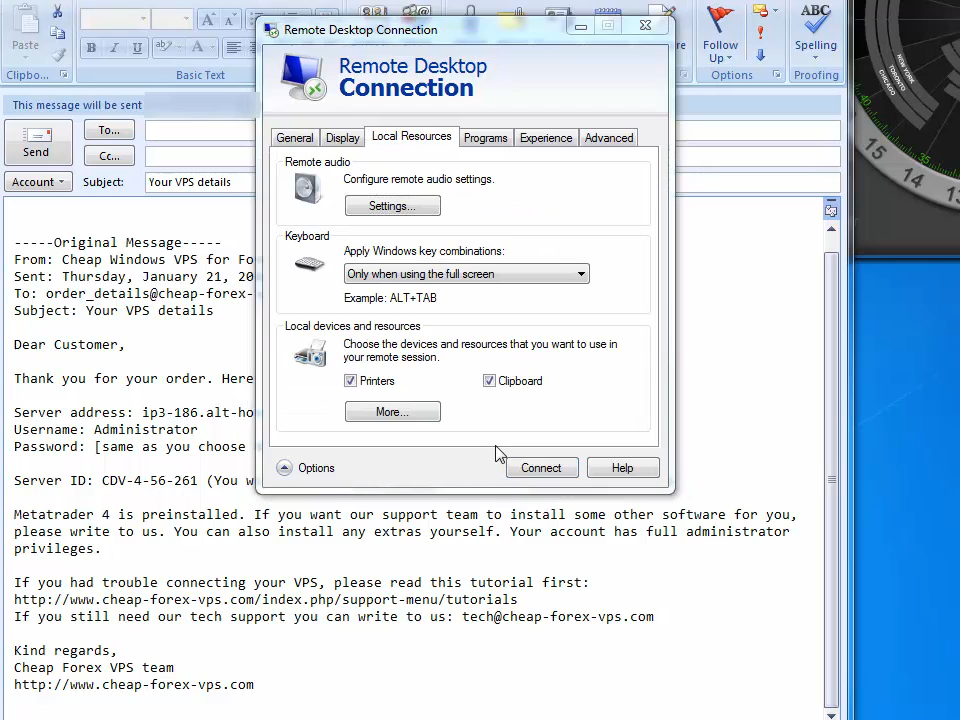 Remote Desktop Connection
Paste
Clipboa...
B I U
A
Basic Text
Follow
Up
Options
ABC
Spelling
Proofing
NEW YORK
TORONTO
CHICAGO
40
35
15
14
13
This message will be sent
Send
To...
Cc...
Account
Subject:
Your VPS details
Remote Desktop
Connection
General
Display
Local Resources
Programs
Experience
Advanced
Remote audio
Configure remote audio settings.
Settings...
Keyboard
Apply Windows key combinations:
Only when using the full screen
Example: ALT+TAB
Local devices and resources
Choose the devices and resources that you want to use in
your remote session.
Printers
Clipboard
More...
Options
Connect
Help
-----Original Message-----
From: Cheap Windows VPS for Fo
Sent: Thursday, January 21, 20
To: order_details@cheap-forex-
Subject: Your VPS details
Dear Customer,
Thank you for your order. Here
Server address: ip3-186.alt-ho
Username: Administrator
Password: [same as you choose
Server ID: CDV-4-56-261 (You w
Metatrader 4 is preinstalled. If you want our support team to install some other software for you,
please write to us. You can also install any extras yourself. Your account has full administrator
privileges.
If you had trouble connecting your VPS, please read this tutorial first:
http://www.cheap-forex-vps.com/index.php/support-menu/tutorials
If you still need our tech support you can write to us: tech@cheap-forex-vps.com
Kind regards,
Cheap Forex VPS team
http://www.cheap-forex-vps.com